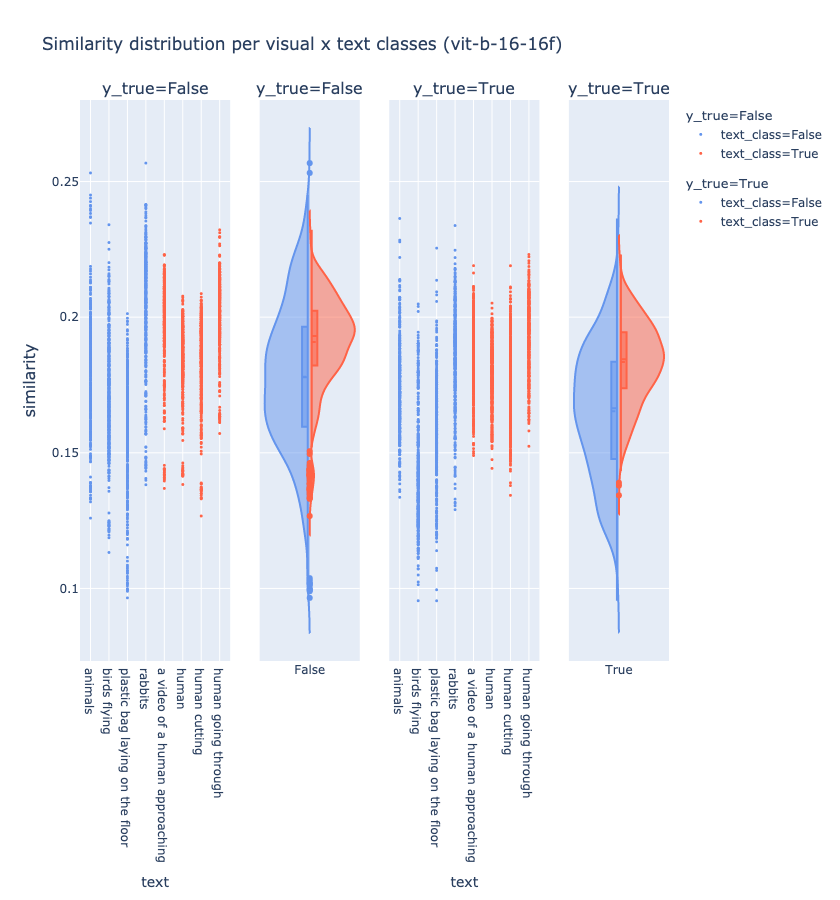 Similarity distribution per visual x text classes (vit-b-16-16f)
y_true=False
y_true=False
y_true=True
y_true=True
y_true=False
text_class=False
text_class=True
y_true=True
text_class=False
text_class=True
similarity
0.25
0.2
0.15
0.1
animals
birds flying
plastic bag laying on the floor
rabbits
a video of a human approaching
human
human cutting
human going through
False
animals
birds flying
plastic bag laying on the floor
rabbits
a video of a human approaching
human
human cutting
human going through
True
text
text